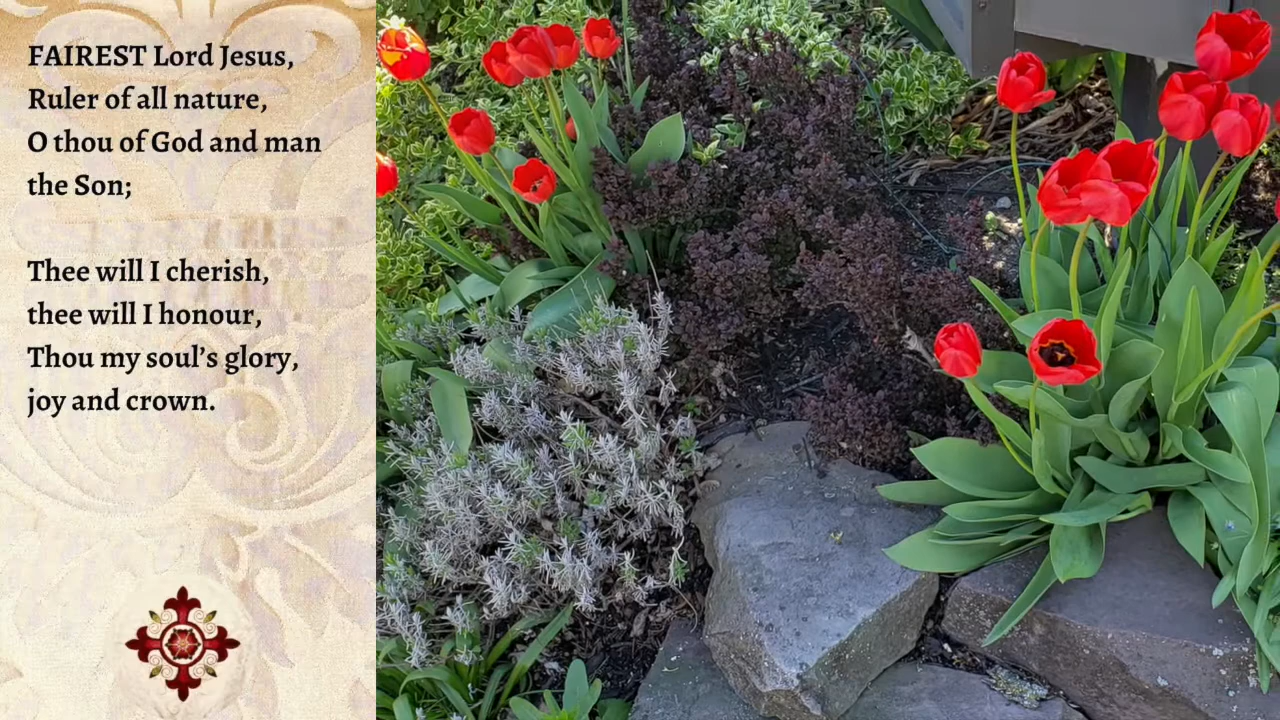 FAIREST Lord Jesus,
Ruler of all nature,
O thou of God and man
the Son;
Thee will I cherish,
thee will I honour,
Thou my soul’s glory,
joy and crown.